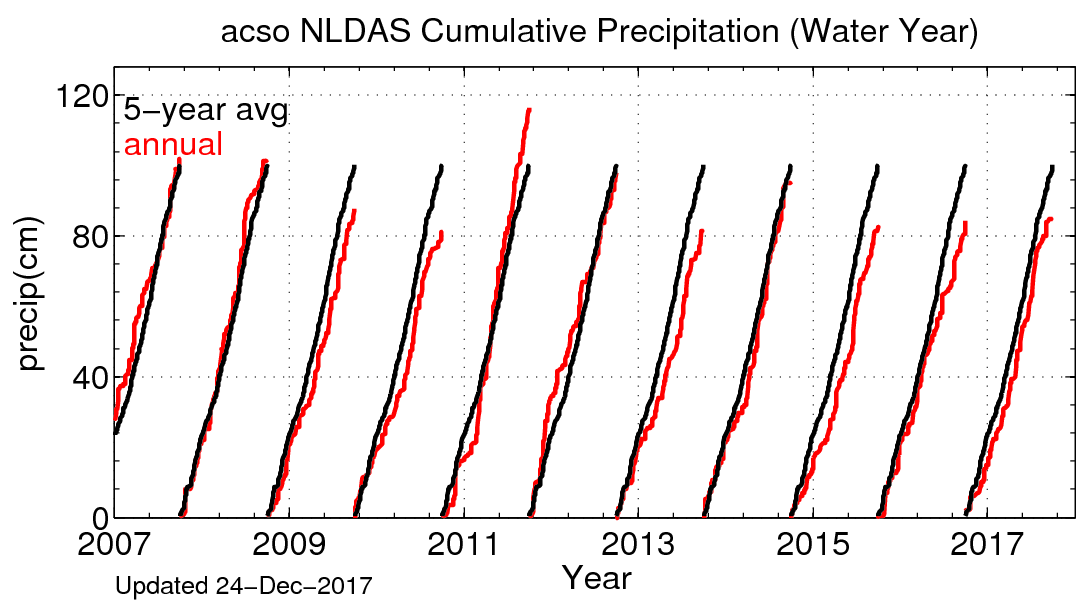 acso NLDAS Cumulative Precipitation (Water Year)
120
5−year avg
annual
80
precip(cm)
40
0
2007 2009 2011 2013 2015 2017
Year
Updated 24−Dec−2017